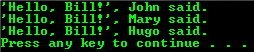 'Hello, Bill!', John said.
'Hello, Bill!', Mary said.
'Hello, Bill!', Hugo said.
Press any key to continue . . .